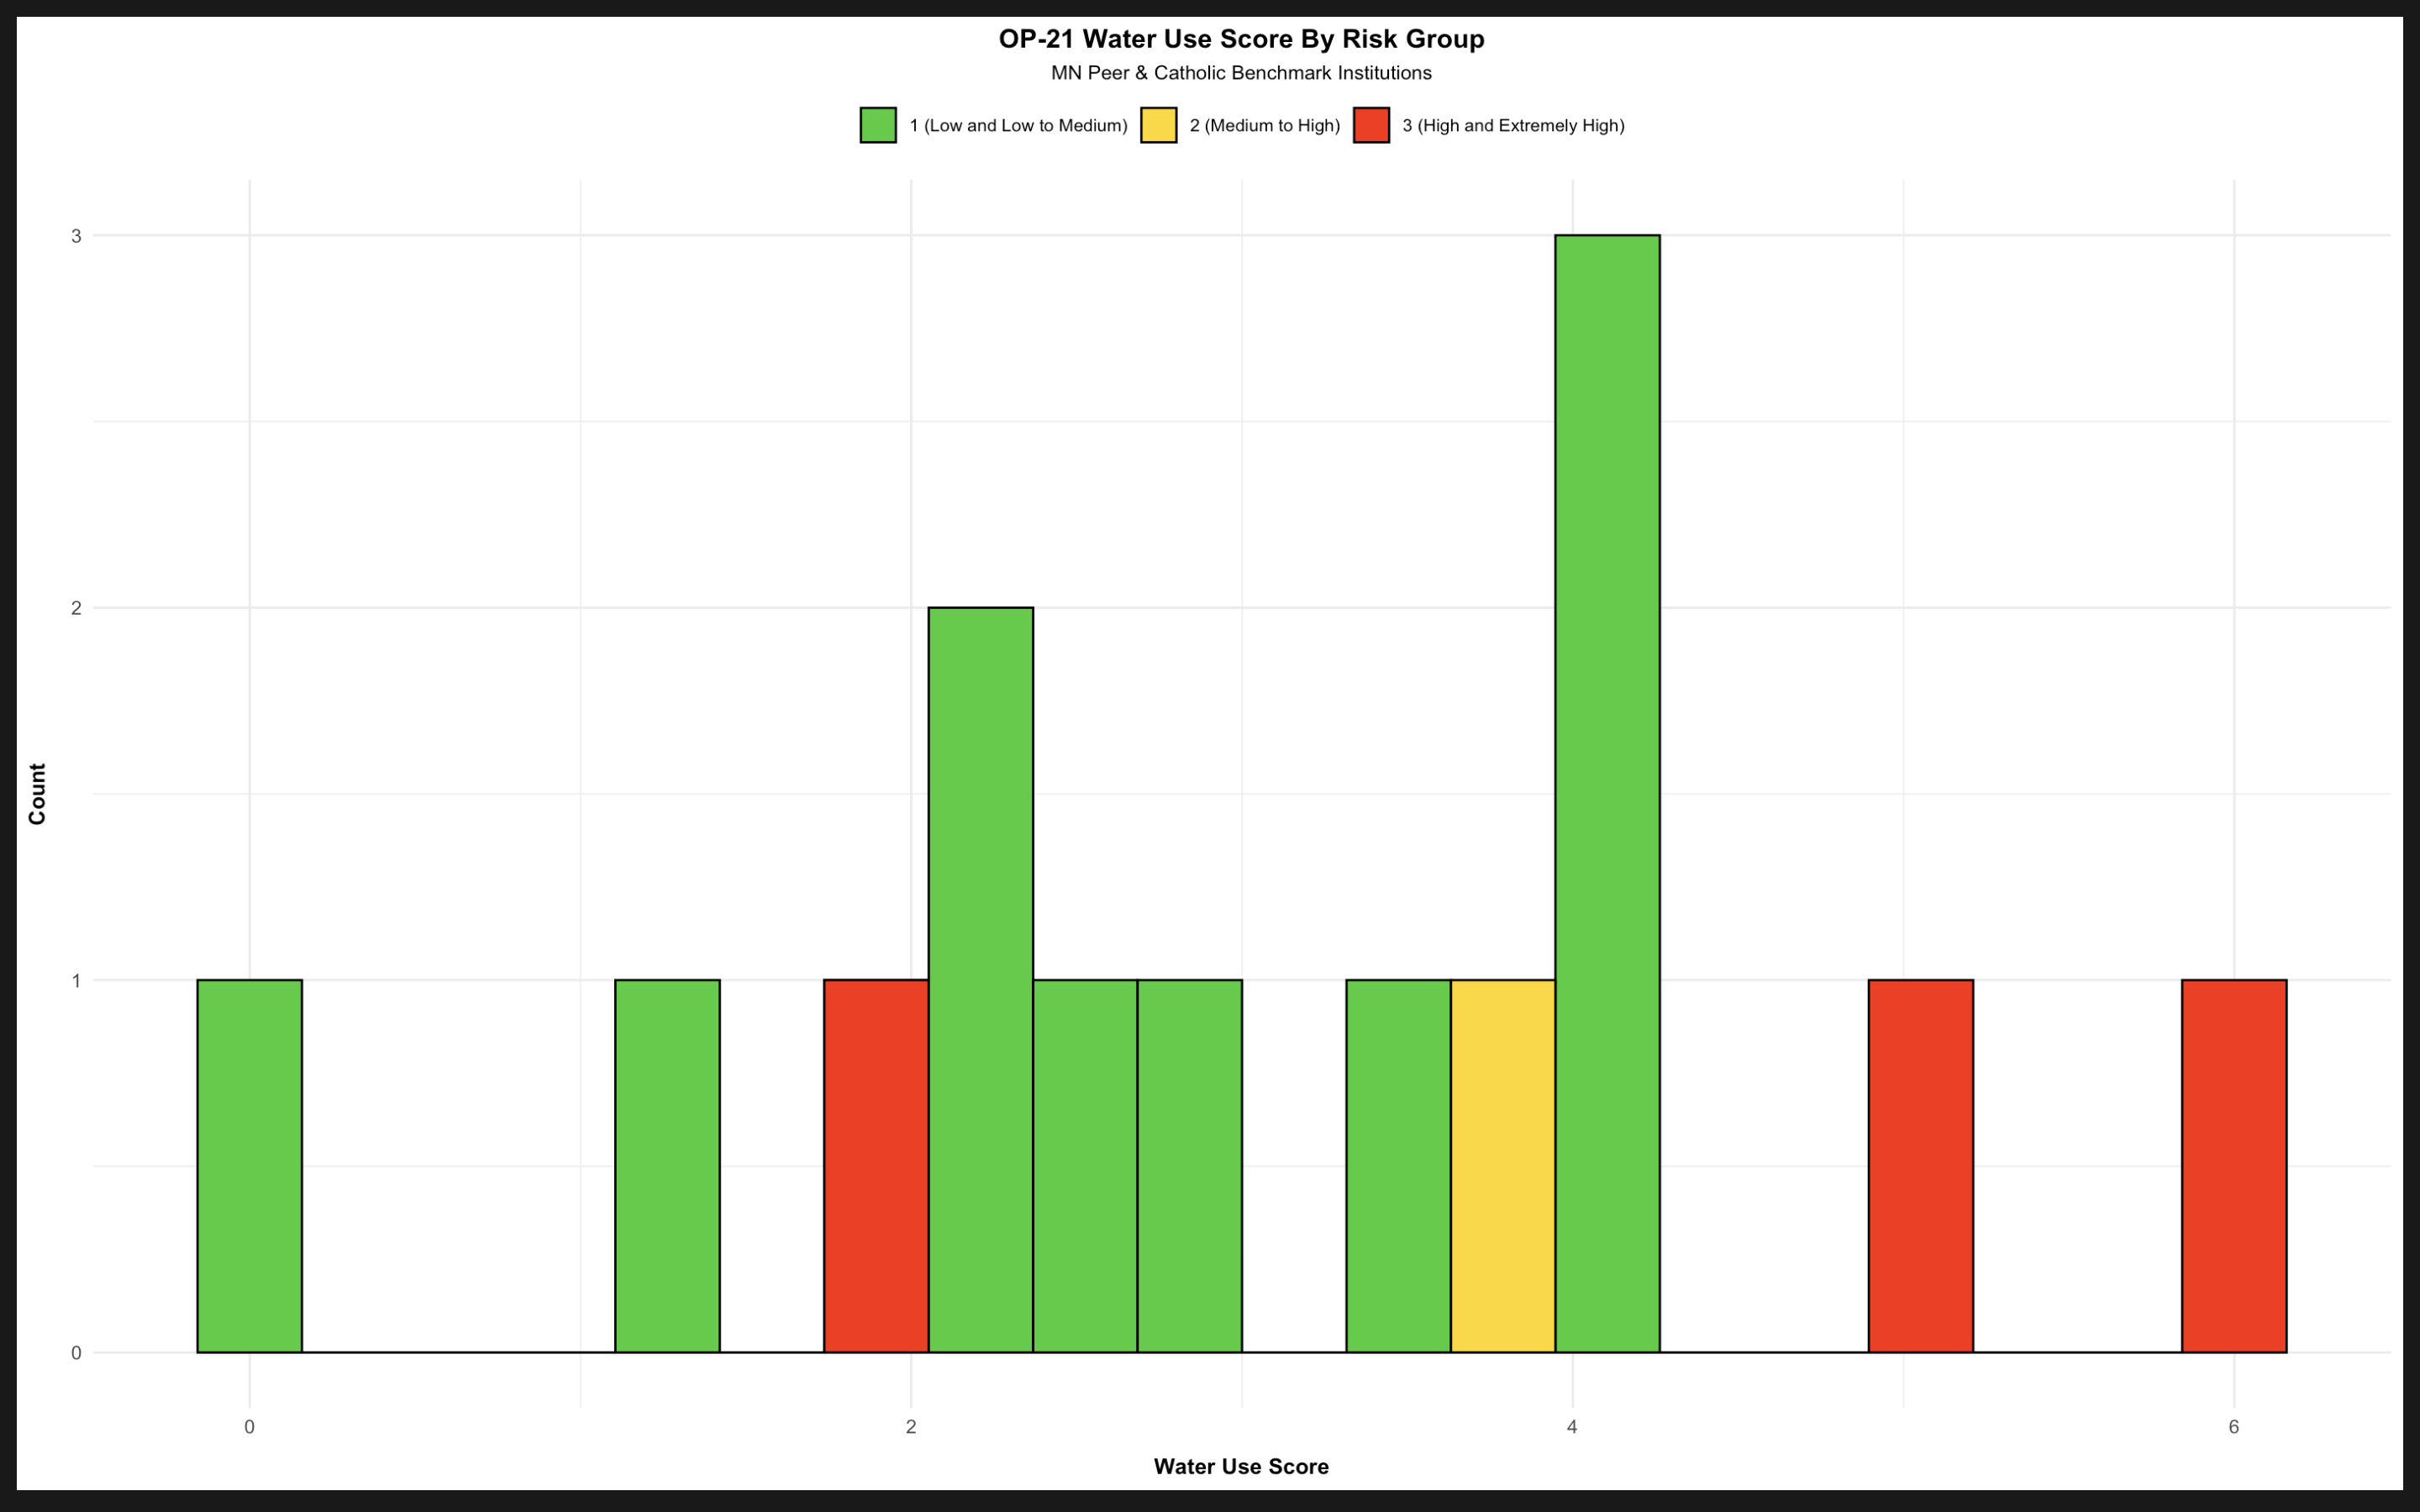 OP-21 Water Use Score By Risk Group
MN Peer & Catholic Benchmark Institutions
1 (Low and Low to Medium) 2 (Medium to High) 3 (High and Extremely High)
3
2
1
0
Count
0 2 4 6
Water Use Score